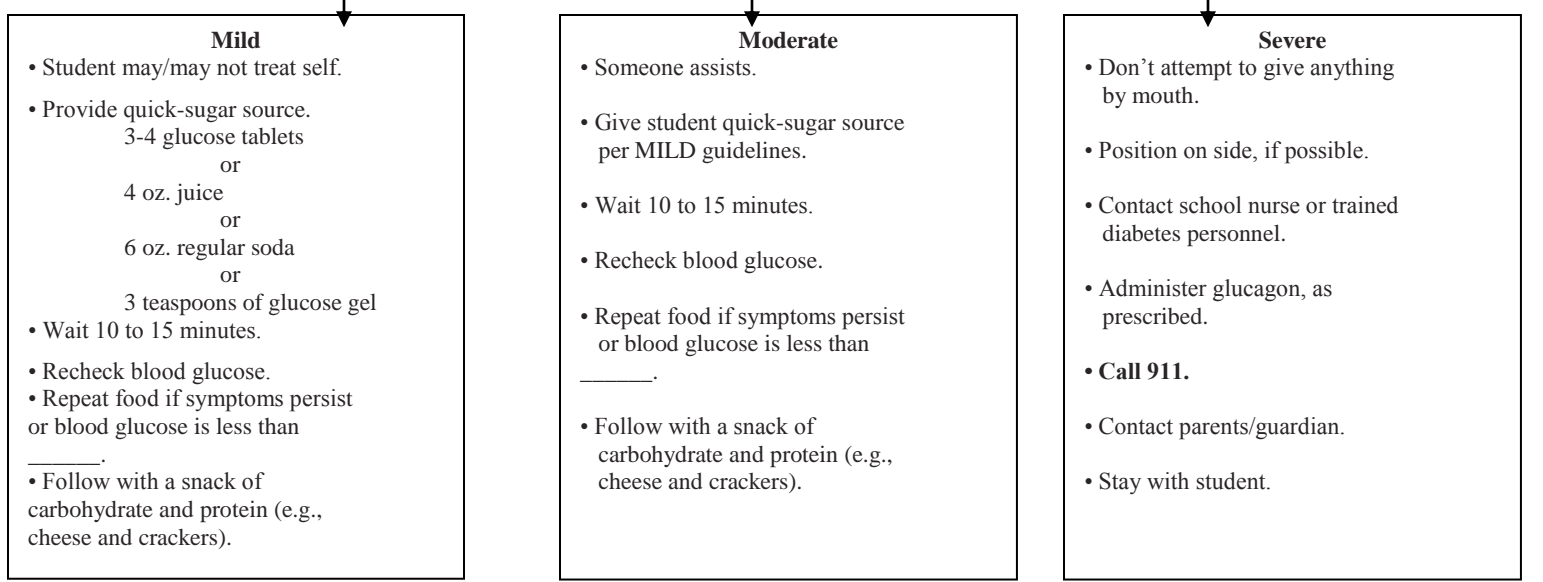 Mild
• Student may/may not treat self.
• Provide quick-sugar source.
3-4 glucose tablets
or
4 oz. juice
or
6 oz. regular soda
or
3 teaspoons of glucose gel
• Wait 10 to 15 minutes.
• Recheck blood glucose.
• Repeat food if symptoms persist
or blood glucose is less than
______.
• Follow with a snack of
carbohydrate and protein (e.g.,
cheese and crackers).
Moderate
• Someone assists.
• Give student quick-sugar source
per MILD guidelines.
• Wait 10 to 15 minutes.
• Recheck blood glucose.
• Repeat food if symptoms persist
or blood glucose is less than
______.
• Follow with a snack of
carbohydrate and protein (e.g.,
cheese and crackers).
Severe
• Don’t attempt to give anything
by mouth.
• Position on side, if possible.
• Contact school nurse or trained
diabetes personnel.
• Administer glucagon, as
prescribed.
• Call 911.
• Contact parents/guardian.
• Stay with student.